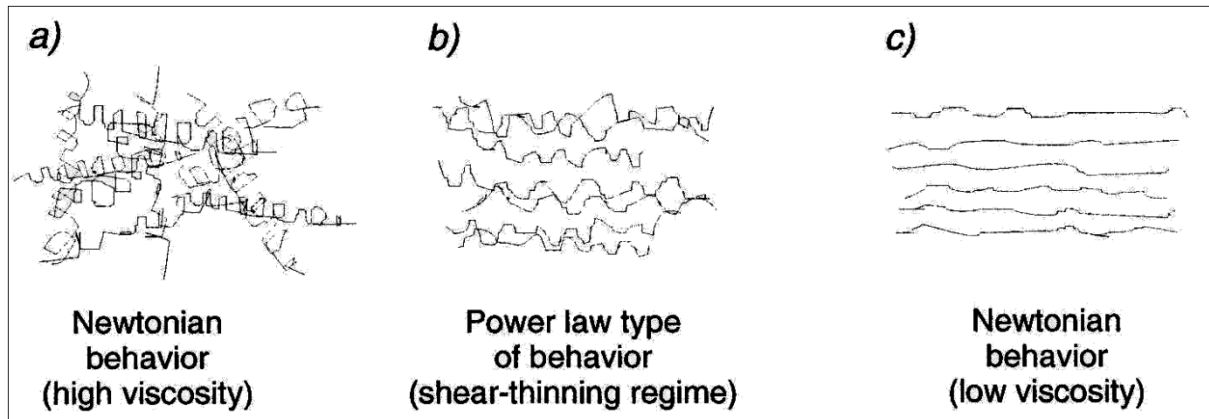 a)
b)
c)
Newtonian
behavior
(high viscosity)
Power law type
of behavior
(shear-thinning regime)
Newtonian
behavior
(low viscosity)